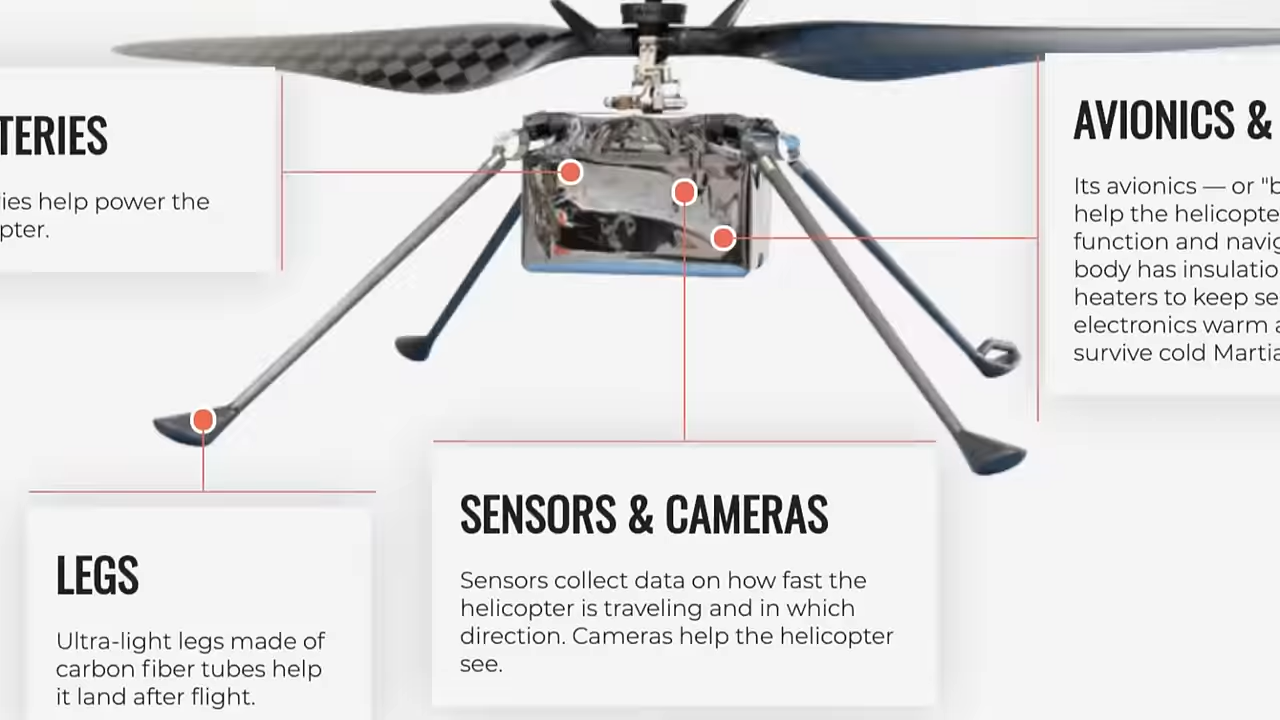 TERIES
ies help power the
pter.
AVIONICS &
Its avionics — or "b
help the helicopte
function and navig
body has insulatio
heaters to keep se
electronics warm a
survive cold Martia
SENSORS & CAMERAS
Sensors collect data on how fast the
helicopter is traveling and in which
direction. Cameras help the helicopter
see.
LEGS
Ultra-light legs made of
carbon fiber tubes help
it land after flight.